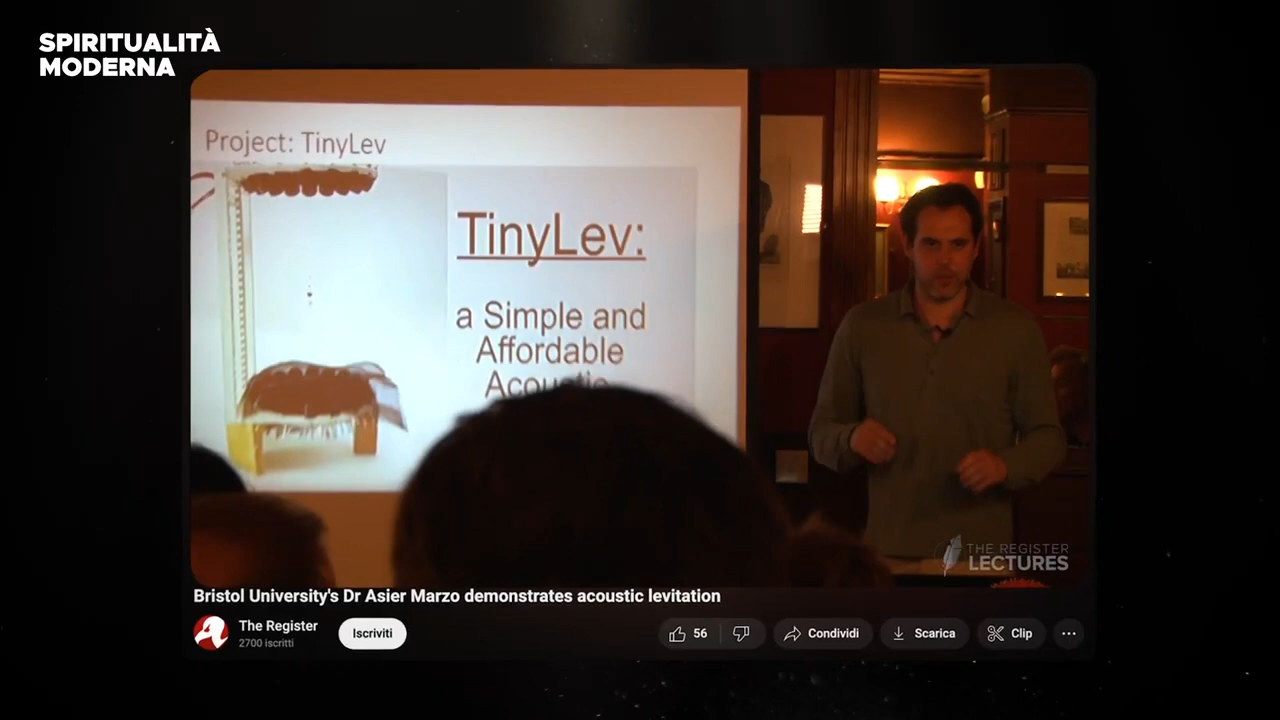 SPIRITUALITÀ
MODERNA
Project: TinyLev
TinyLev:
a Simple and
Affordable
Acoustic
THE REGISTER
LECTURES
Bristol University's Dr Asier Marzo demonstrates acoustic levitation
The Register
2700 iscritti
Iscriviti
56
Condividi
Scarica
Clip